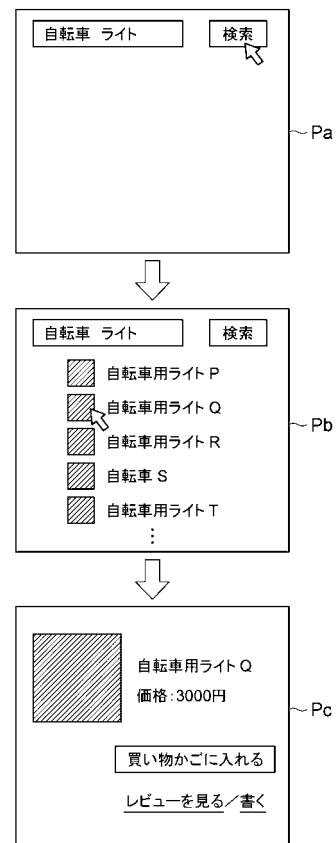 自転車 ライト 検索
Pa
自転車 ライト 検索
自転車用ライト P
自転車用ライト Q
Pb
自転車用ライト R
自転車 S
自転車用ライト T
自転車用ライト Q
価格:3000円
Pc
買い物かごに入れる
レビューを見る/書く